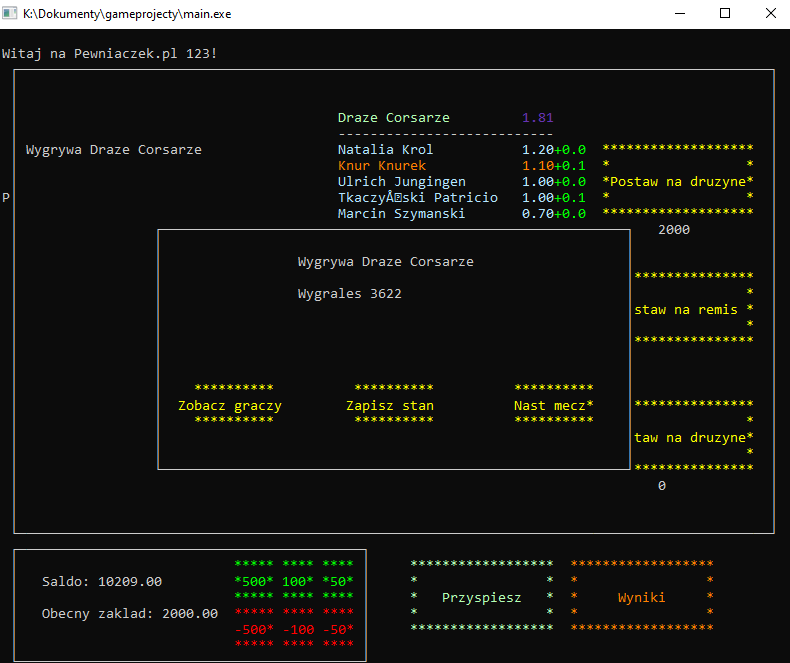 K:\Dokumenty\gameprojecty\main.exe
Witaj na Pewniaczek.pl 123!
Draze Corsarze 1.81
---------------------------
Wygrywa Draze Corsarze
Natalia Krol 1.20+0.0 *******************
Knur Knurek 1.10+0.1 * *
Ulrich Jungingen 1.00+0.0 *Postaw na druzyne*
P TkaczyÅ⍰ski Patricio 1.00+0.1 * *
Marcin Szymanski 0.70+0.0 *******************
2000
Wygrywa Draze Corsarze
***************
*
Wygrales 3622
staw na remis *
*
***************
********** ********** **********
Zobacz graczy Zapisz stan Nast mecz*
********** ********** **********
***************
*
taw na druzyne*
*
***************
0
***** **** ****
Saldo: 10209.00 *500* 100* *50*
***** **** ****
Obecny zaklad: 2000.00 ***** **** ****
-500* -100 -50*
***** **** ****
****************** ******************
* * * *
* Przyspiesz * * Wyniki *
* * * *
****************** ******************